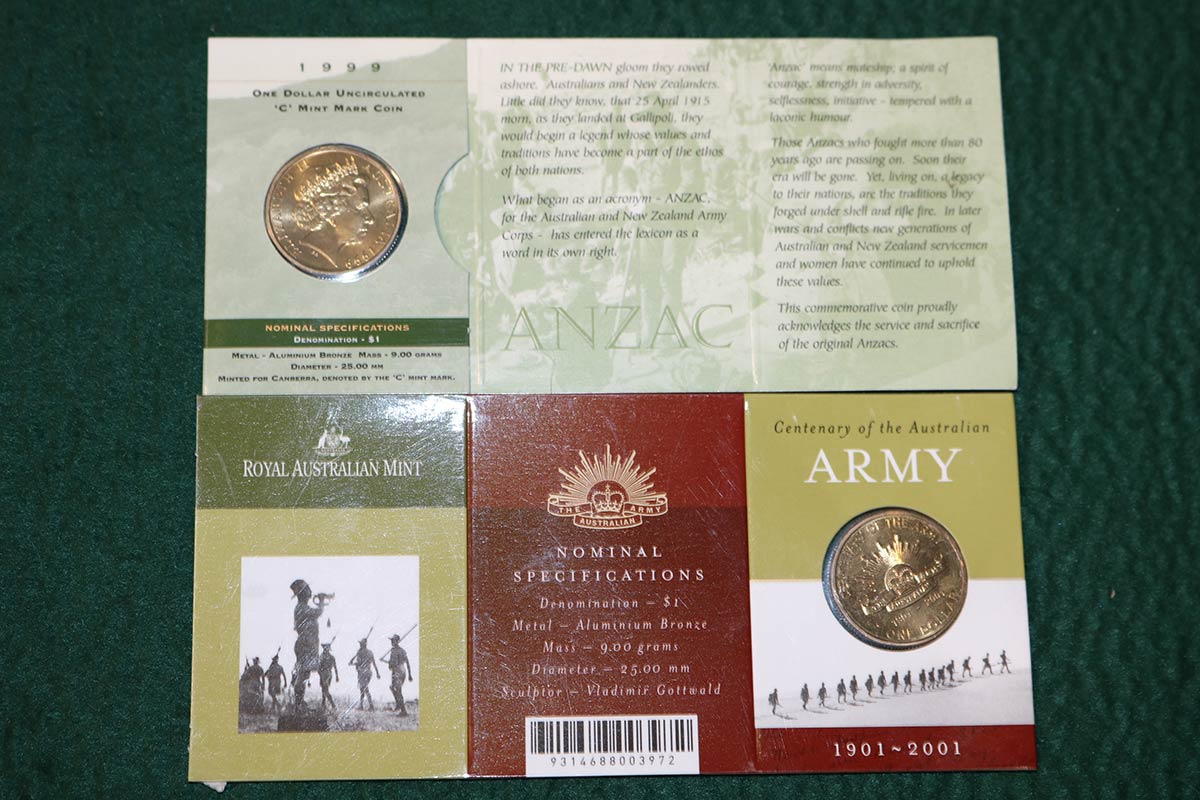 1999
ONE DOLLAR UNCIRCULATED
'C' MINT MARK COIN
ELIZABETH II AUSTRALIA 1999
NOMINAL SPECIFICATIONS
DENOMINATION - $1
METAL - ALUMINIUM BRONZE MASS - 9.00 GRAMS
DIAMETER - 25.00 MM
MINTED FOR CANBERRA, DENOTED BY THE 'C' MINT MARK.
IN THE PRE-DAWN gloom they rowed
ashore. Australians and New Zealanders.
Little did they know, that 25 April 1915
morn, as they landed at Gallipoli, they
would begin a legend whose values and
traditions have become a part of the ethos
of both nations.
What began as an acronym - ANZAC,
for the Australian and New Zealand Army
Corps - has entered the lexicon as a
word in its own right.
ANZAC
'Anzac' means mateship; a spirit of
courage, strength in adversity,
selflessness, initiative - tempered with a
laconic humour.
Those Anzacs who fought more than 80
years ago are passing on. Soon their
era will be gone. Yet, living on, a legacy
to their nations, are the traditions they
forged under shell and rifle fire. In later
wars and conflicts new generations of
Australian and New Zealand servicemen
and women have continued to uphold
these values.
This commemorative coin proudly
acknowledges the service and sacrifice
of the original Anzacs.
ROYAL AUSTRALIAN MINT
THE ARMY
AUSTRALIAN
NOMINAL
SPECIFICATIONS
Denomination – $1
Metal – Aluminium Bronze
Mass – 9.00 grams
Diameter – 25.00 mm
Sculptor – Vladimir Gottwald
9314688003972
Centenary of the Australian
ARMY
OF THE ARMY
AUSTRALIAN
1901 2001
ONE DOLLAR
1901~2001